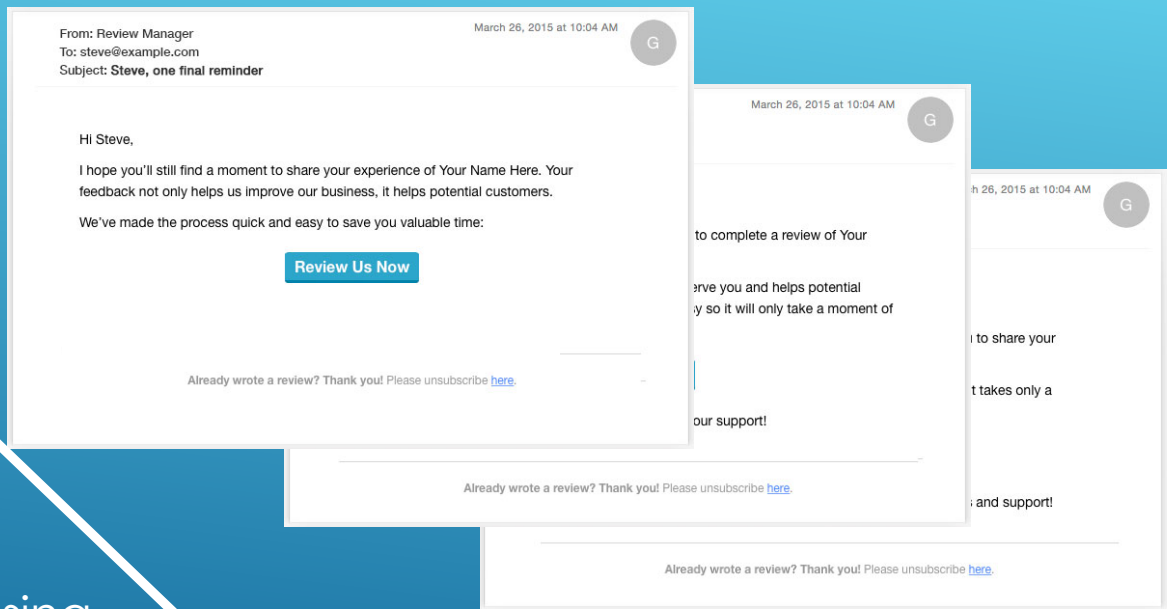 From: Review Manager
To: steve@example.com
Subject: Steve, one final reminder
March 26, 2015 at 10:04 AM
G
Hi Steve,
I hope you'll still find a moment to share your experience of Your Name Here. Your
feedback not only helps us improve our business, it helps potential customers.
We've made the process quick and easy to save you valuable time:
Review Us Now
Already wrote a review? Thank you! Please unsubscribe here.
March 26, 2015 at 10:04 AM
G
to complete a review of Your
erve you and helps potential
y so it will only take a moment of
our support!
Already wrote a review? Thank you! Please unsubscribe here.
26, 2015 at 10:04 AM
G
to share your
t takes only a
and support!
Already wrote a review? Thank you! Please unsubscribe here.